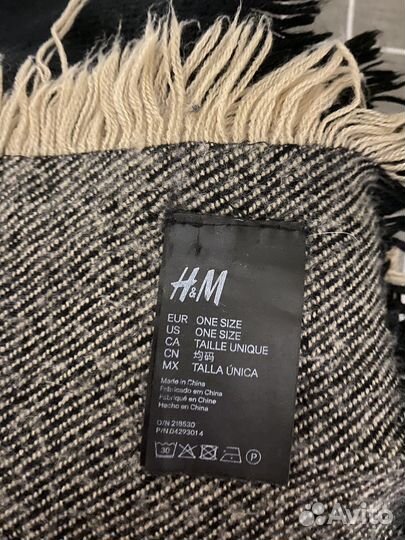 H&M
EUR ONE SIZE
US ONE SIZE
CA TAILLE UNIQUE
CN 均码
MX TALLA ÚNICA
Made in China
Fabricado em China
Fabriqué en Chine
Hecho en China
O/N 218530
P/N 04293014
30
P
Avito